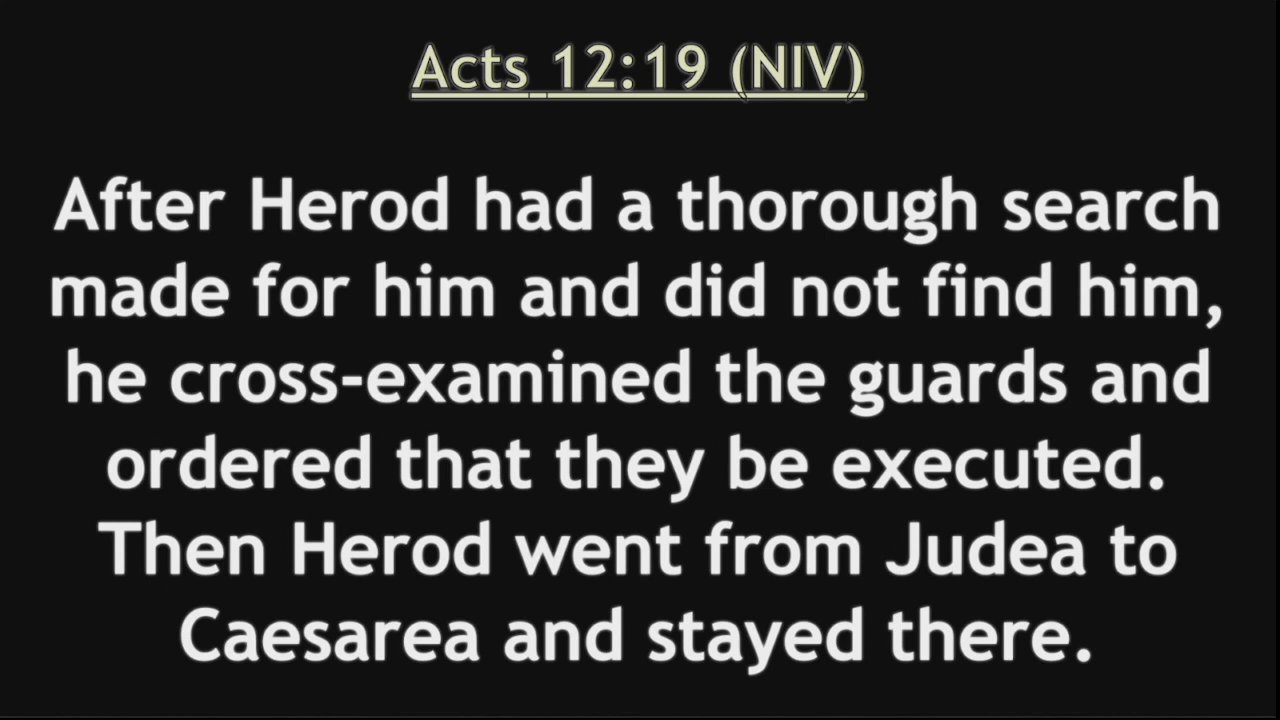 Acts 12:19 (NIV)
After Herod had a thorough search
made for him and did not find him,
he cross-examined the guards and
ordered that they be executed.
Then Herod went from Judea to
Caesarea and stayed there.